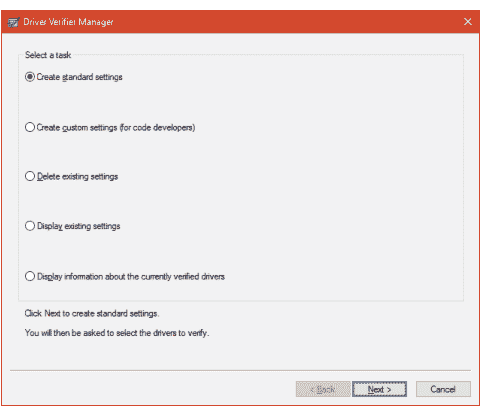 Driver Verifier Manager
Select a task
Create standard settings
Create custom settings (for code developers)
Delete existing settings
Display existing settings
Display information about the currently verified drivers
Click Next to create standard settings.
You will then be asked to select the drivers to verify.
< Back Next > Cancel